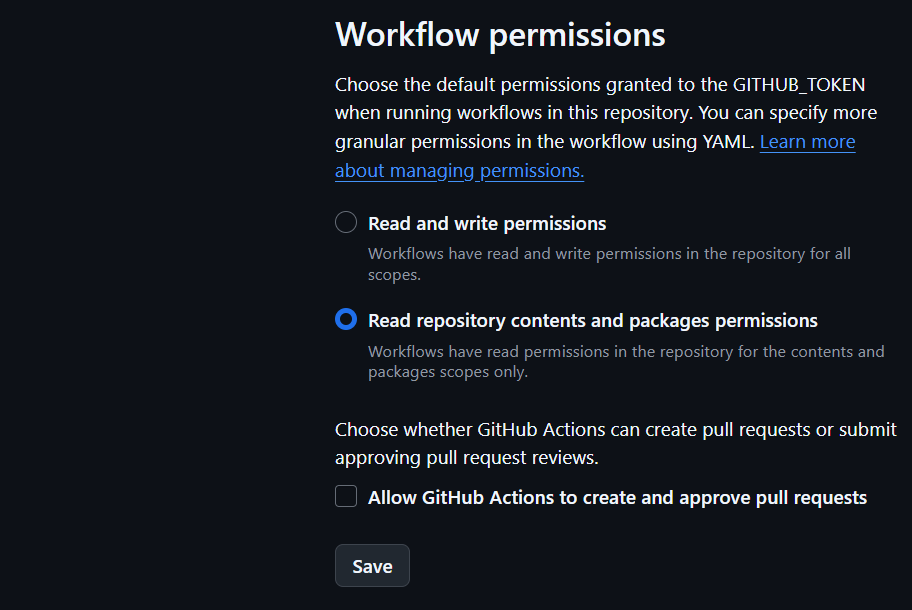 Workflow permissions
Choose the default permissions granted to the GITHUB_TOKEN
when running workflows in this repository. You can specify more
granular permissions in the workflow using YAML. Learn more
about managing permissions.
Read and write permissions
Workflows have read and write permissions in the repository for all
scopes.
Read repository contents and packages permissions
Workflows have read permissions in the repository for the contents and
packages scopes only.
Choose whether GitHub Actions can create pull requests or submit
approving pull request reviews.
Allow GitHub Actions to create and approve pull requests
Save